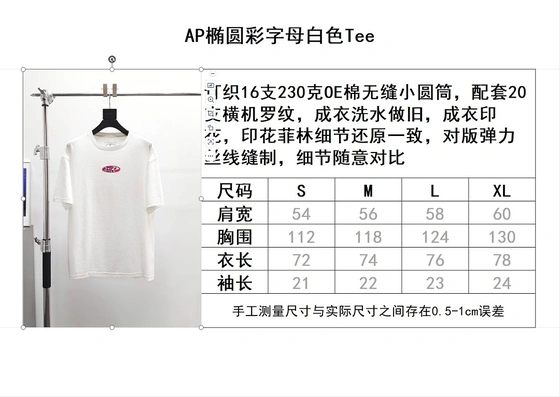 AP椭圆彩字母白色Tee
织16支230克OE棉无缝小圆筒，配套20
横机罗纹，成衣洗水做旧，成衣印
，印花菲林细节还原一致，对版弹力
线缝制，细节随意对比
尺码 S M L XL
肩宽 54 56 58 60
胸围 112 118 124 130
衣长 72 74 76 78
袖长 21 22 23 24
手工测量尺寸与实际尺寸之间存在0.5-1cm误差